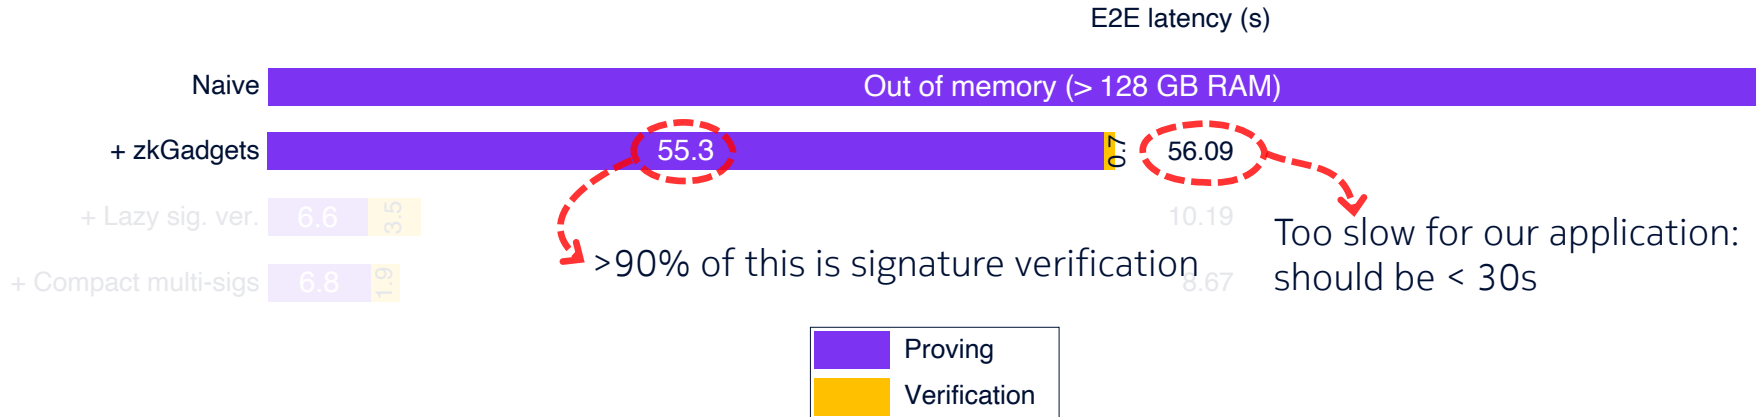 E2E latency (s)
Naive Out of memory (> 128 GB RAM)
+ zkGadgets 55.3 0.7 56.09
+ Lazy sig. ver. 6.6 3.5 10.19
Too slow for our application:
>90% of this is signature verification
should be < 30s
+ Compact multi-sigs 6.8 1.9 8.67
Proving
Verification